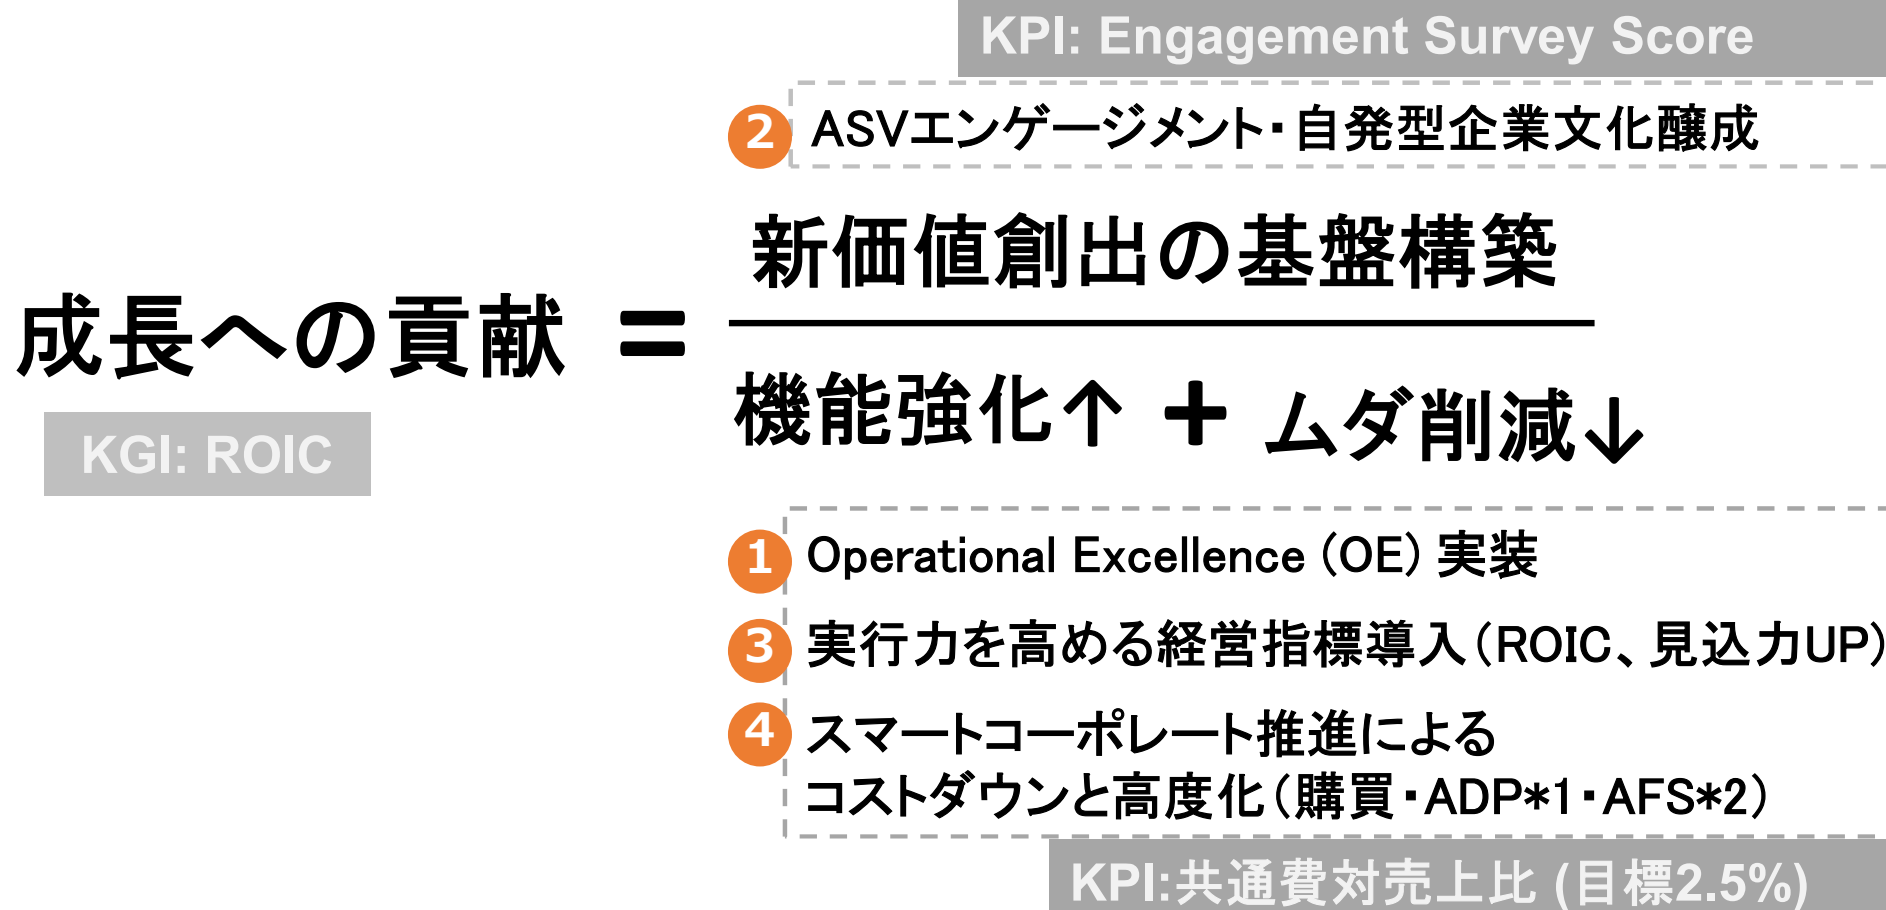 KPI: Engagement Survey Score
2 ASVエンゲージメント・自発型企業文化醸成
新価値創出の基盤構築
成長への貢献 =
機能強化↑ + ムダ削減↓
KGI: ROIC
1 Operational Excellence (OE) 実装
3 実行力を高める経営指標導入(ROIC、見込力UP)
4 スマートコーポレート推進による
コストダウンと高度化(購買・ADP*1・AFS*2)
KPI:共通費対売上比 (目標2.5%)